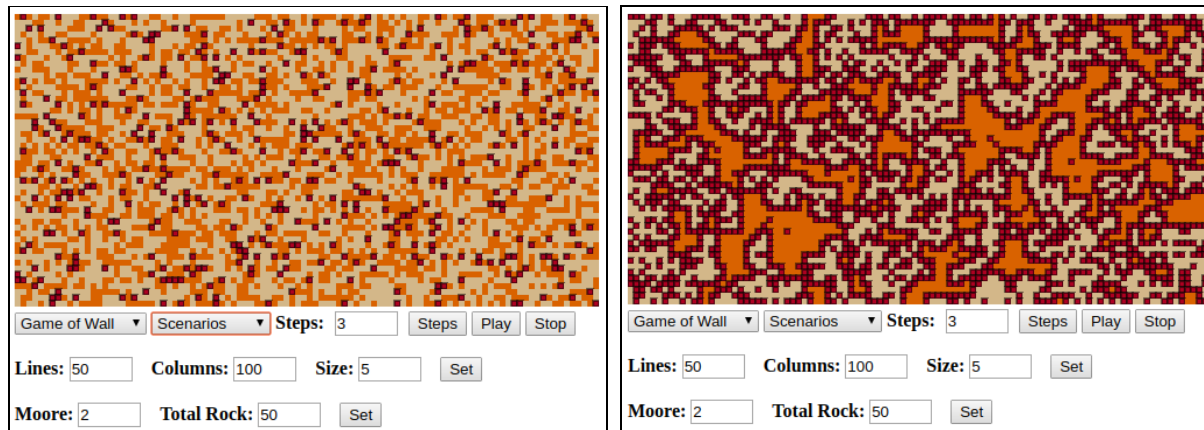 Game of Wall Scenarios Steps: 3 Steps Play Stop
Lines: 50 Columns: 100 Size: 5 Set
Moore: 2 Total Rock: 50 Set
Game of Wall Scenarios Steps: 3 Steps Play Stop
Lines: 50 Columns: 100 Size: 5 Set
Moore: 2 Total Rock: 50 Set